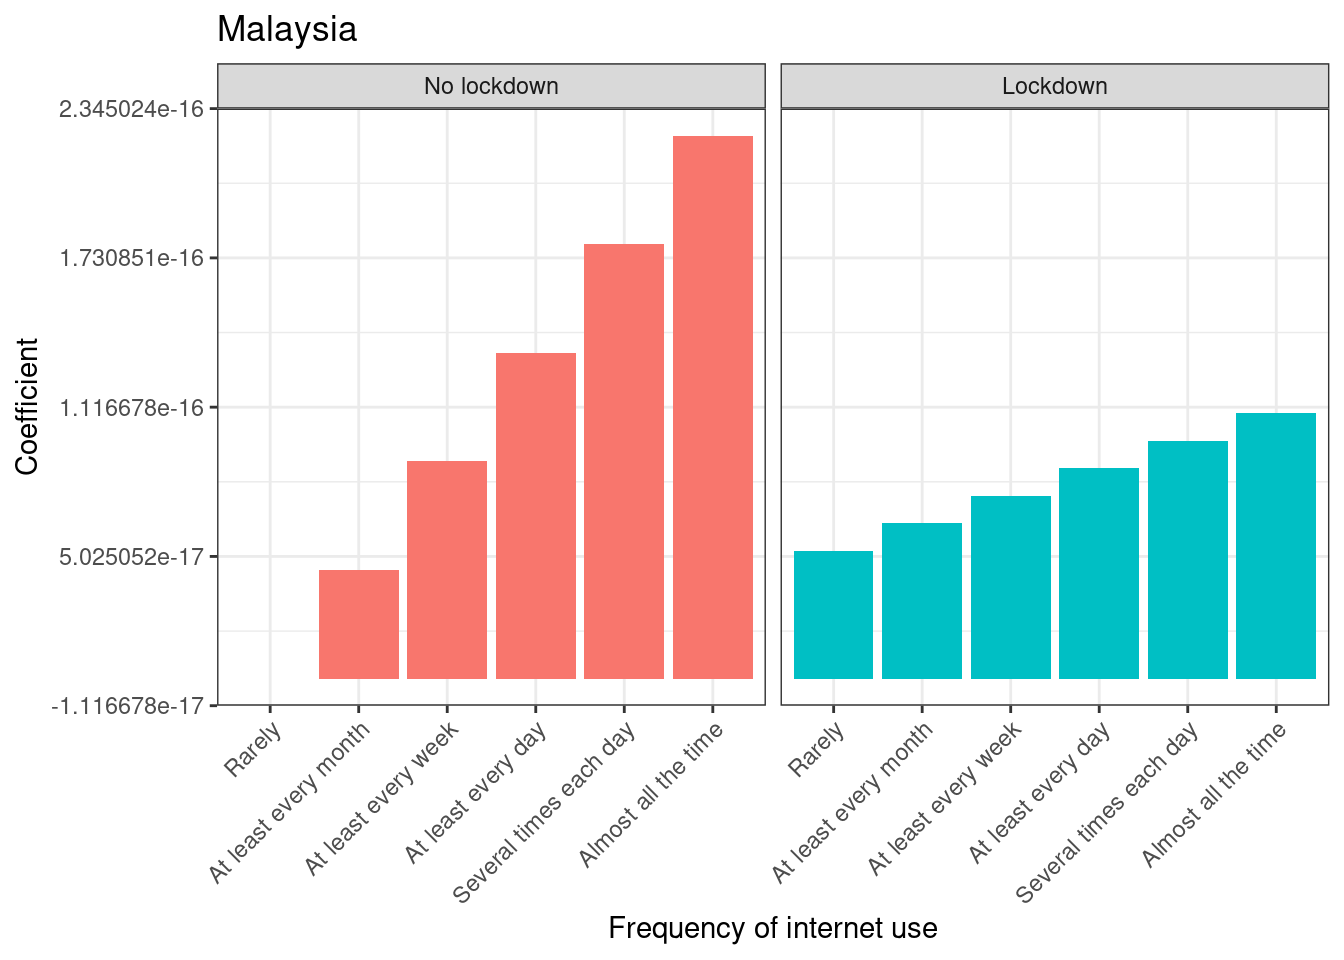 Malaysia
No lockdown
Lockdown
2.345024e-16
1.730851e-16
1.116678e-16
5.025052e-17
-1.116678e-17
Coefficient
Rarely
At least every month
At least every week
At least every day
Several times each day
Almost all the time
Rarely
At least every month
At least every week
At least every day
Several times each day
Almost all the time
Frequency of internet use